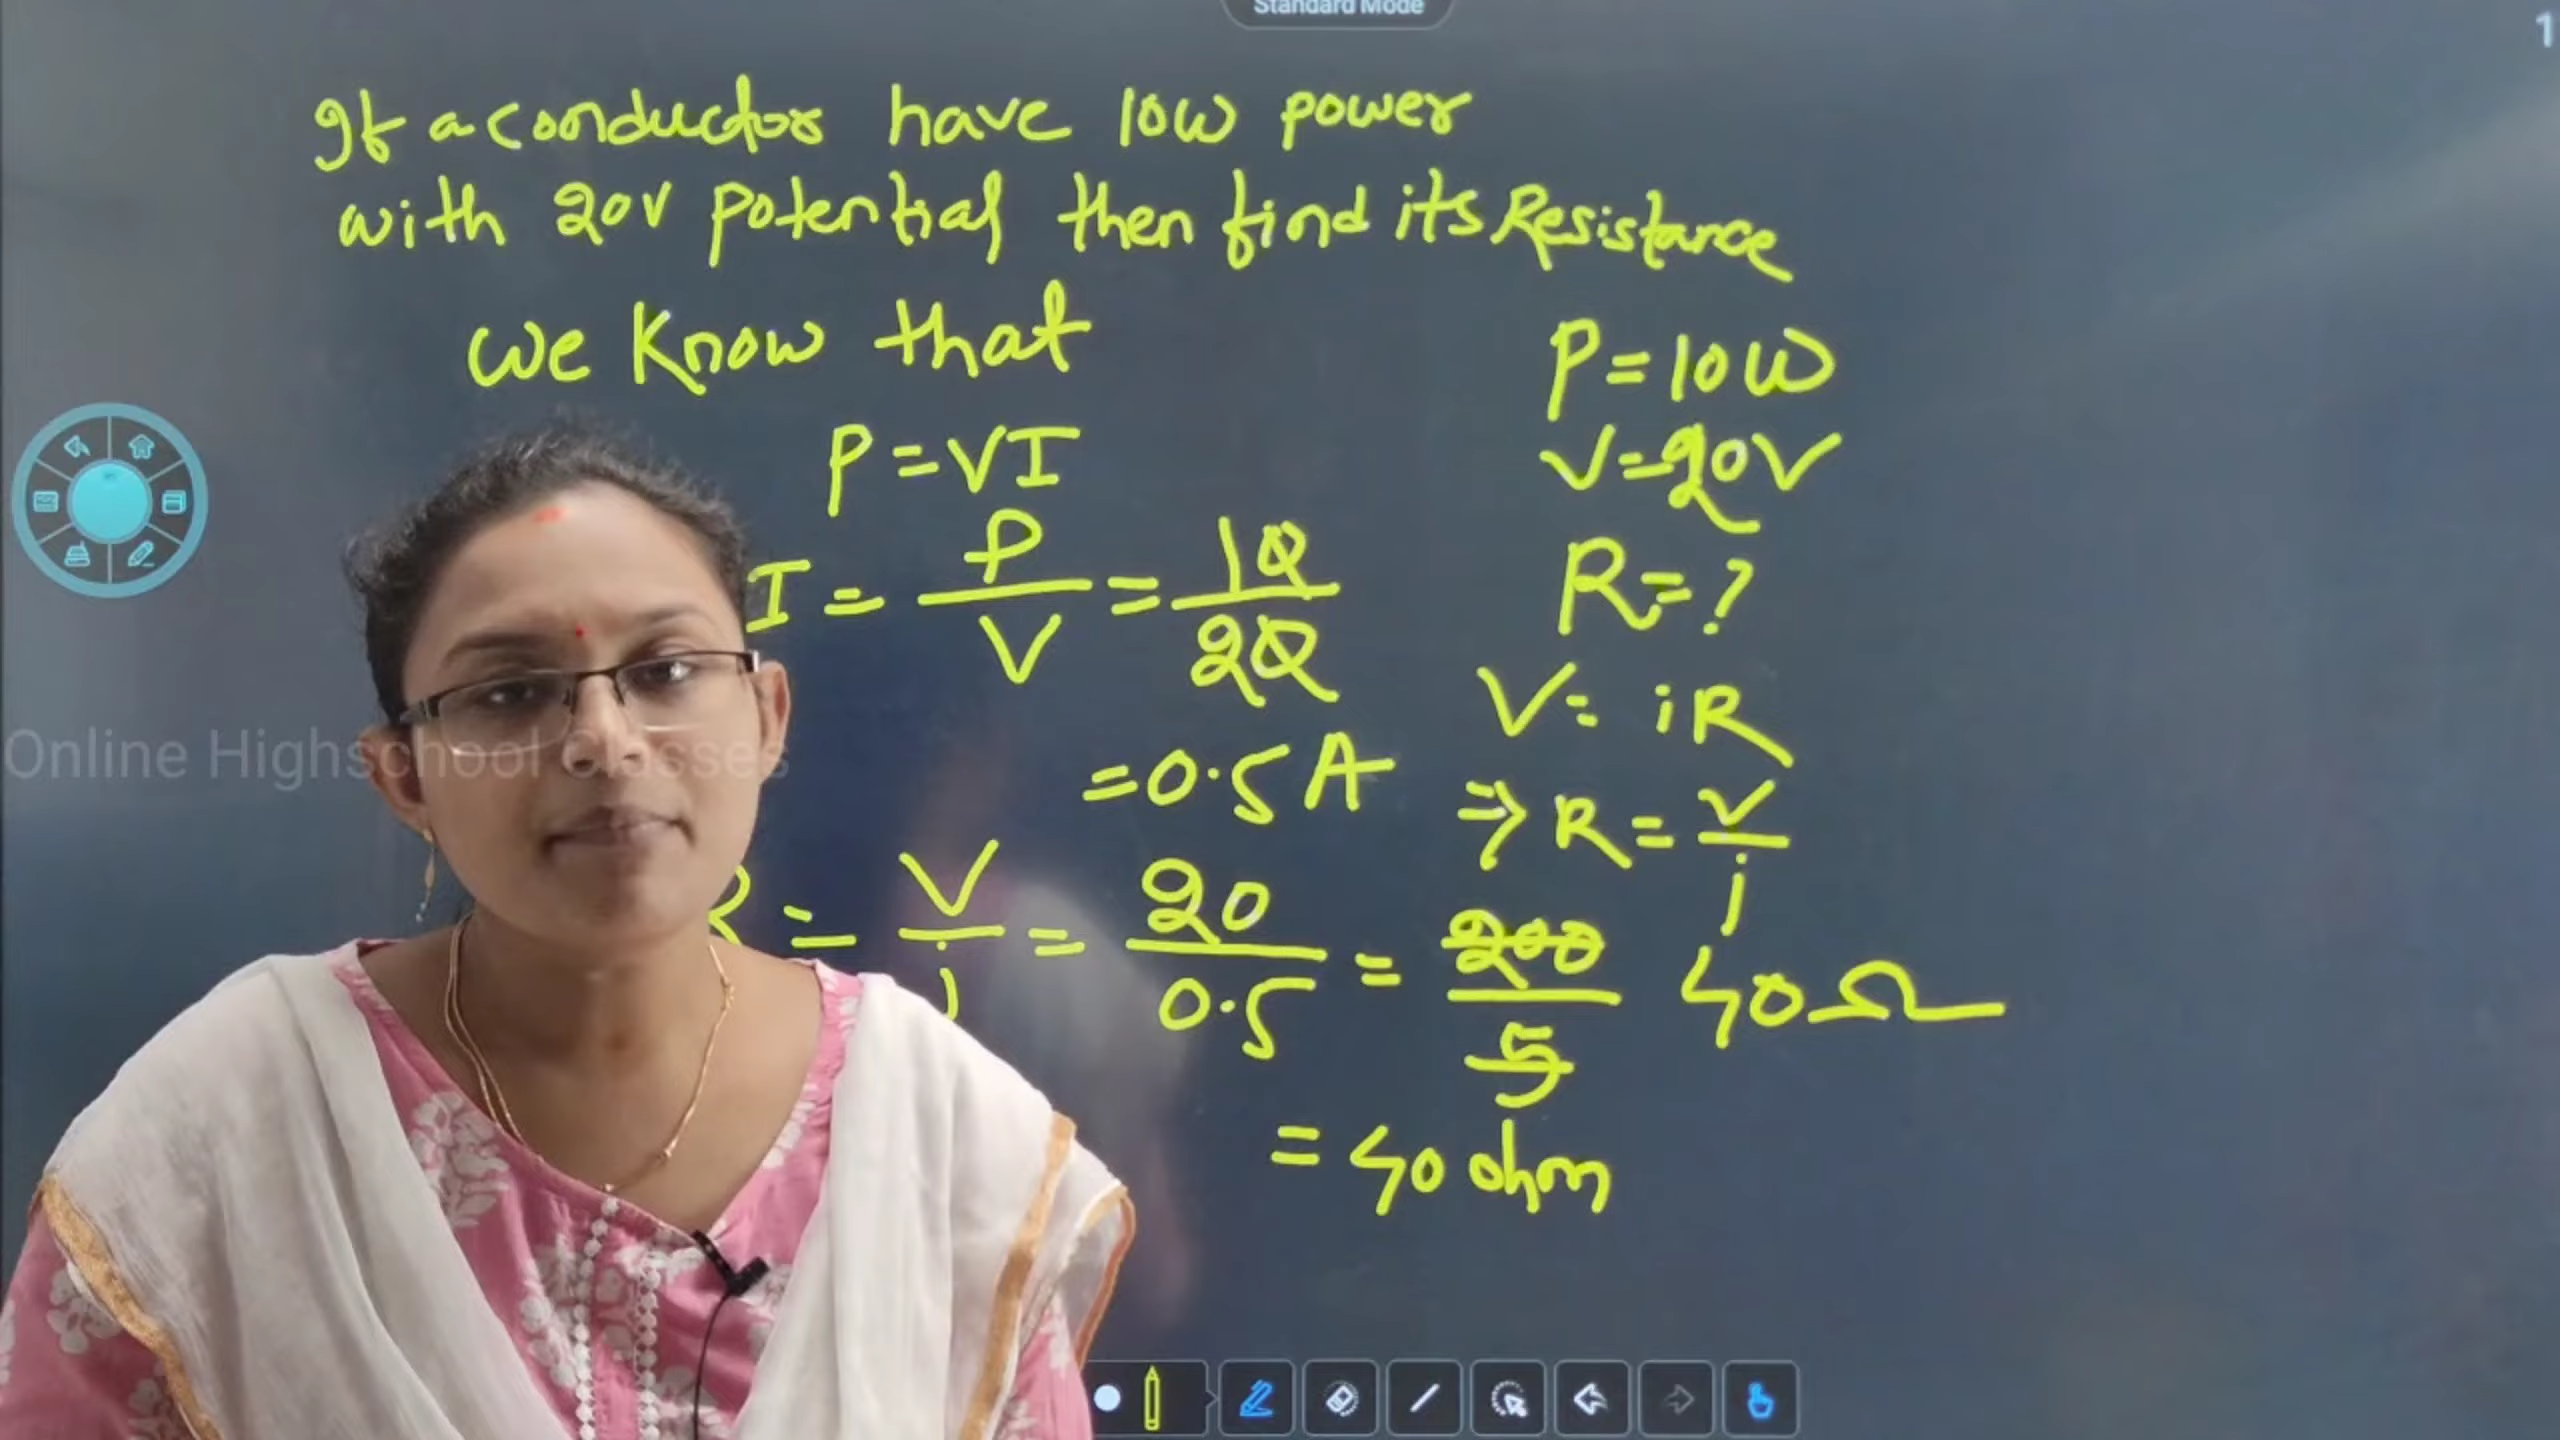 Standard Mode
1
If a conductor have 10W power
with 20V potential then find its Resistance
we know that
P = VI
I = P/V = 10/20
= 0.5 A
R = V/i = 20/0.5 = 200/5 40Ω
= 40 ohm
P = 10W
V = 20V
R = ?
V = iR
⇒ R = V/i
Online Highschool Classes